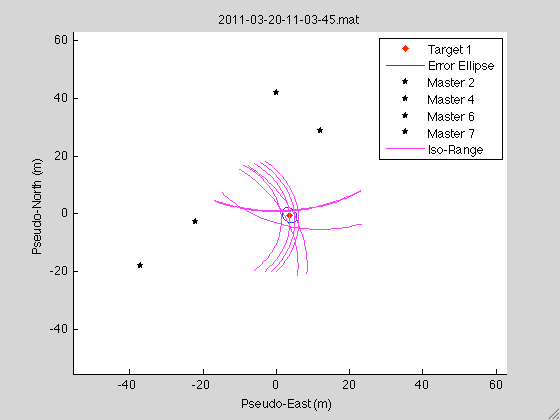 2011-03-20-11-03-45.mat
Target 1
Error Ellipse
Master 2
Master 4
Master 6
Master 7
Iso-Range
Pseudo-North (m)
60
40
20
0
-20
-40
-40
-20
0
20
40
60
Pseudo-East (m)